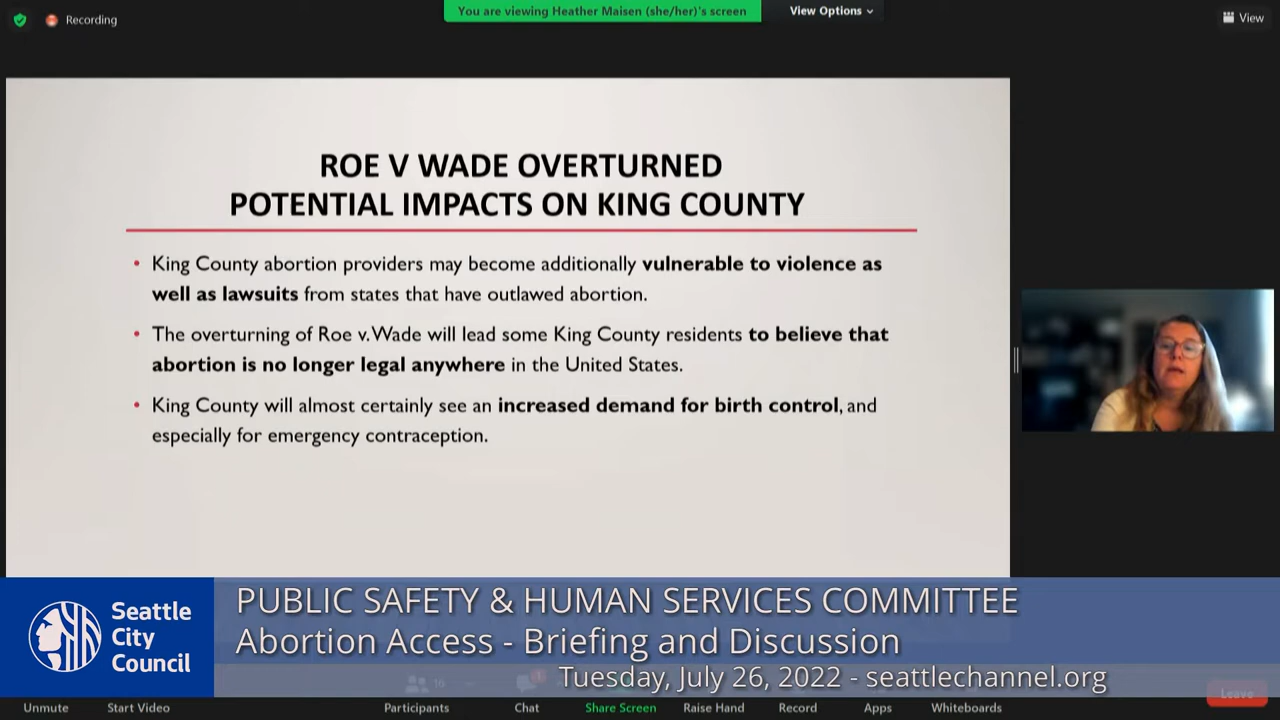 Recording
You are viewing Heather Maisen (she/her)'s screen
View Options
View
ROE V WADE OVERTURNED
POTENTIAL IMPACTS ON KING COUNTY
• King County abortion providers may become additionally vulnerable to violence as
well as lawsuits from states that have outlawed abortion.
• The overturning of Roe v. Wade will lead some King County residents to believe that
abortion is no longer legal anywhere in the United States.
• King County will almost certainly see an increased demand for birth control, and
especially for emergency contraception.
Seattle
City
Council
PUBLIC SAFETY & HUMAN SERVICES COMMITTEE
Abortion Access - Briefing and Discussion
Tuesday, July 26, 2022 - seattlechannel.org
16
Leave
Unmute
Start Video
Participants
Chat
Share Screen
Raise Hand
Record
Apps
Whiteboards